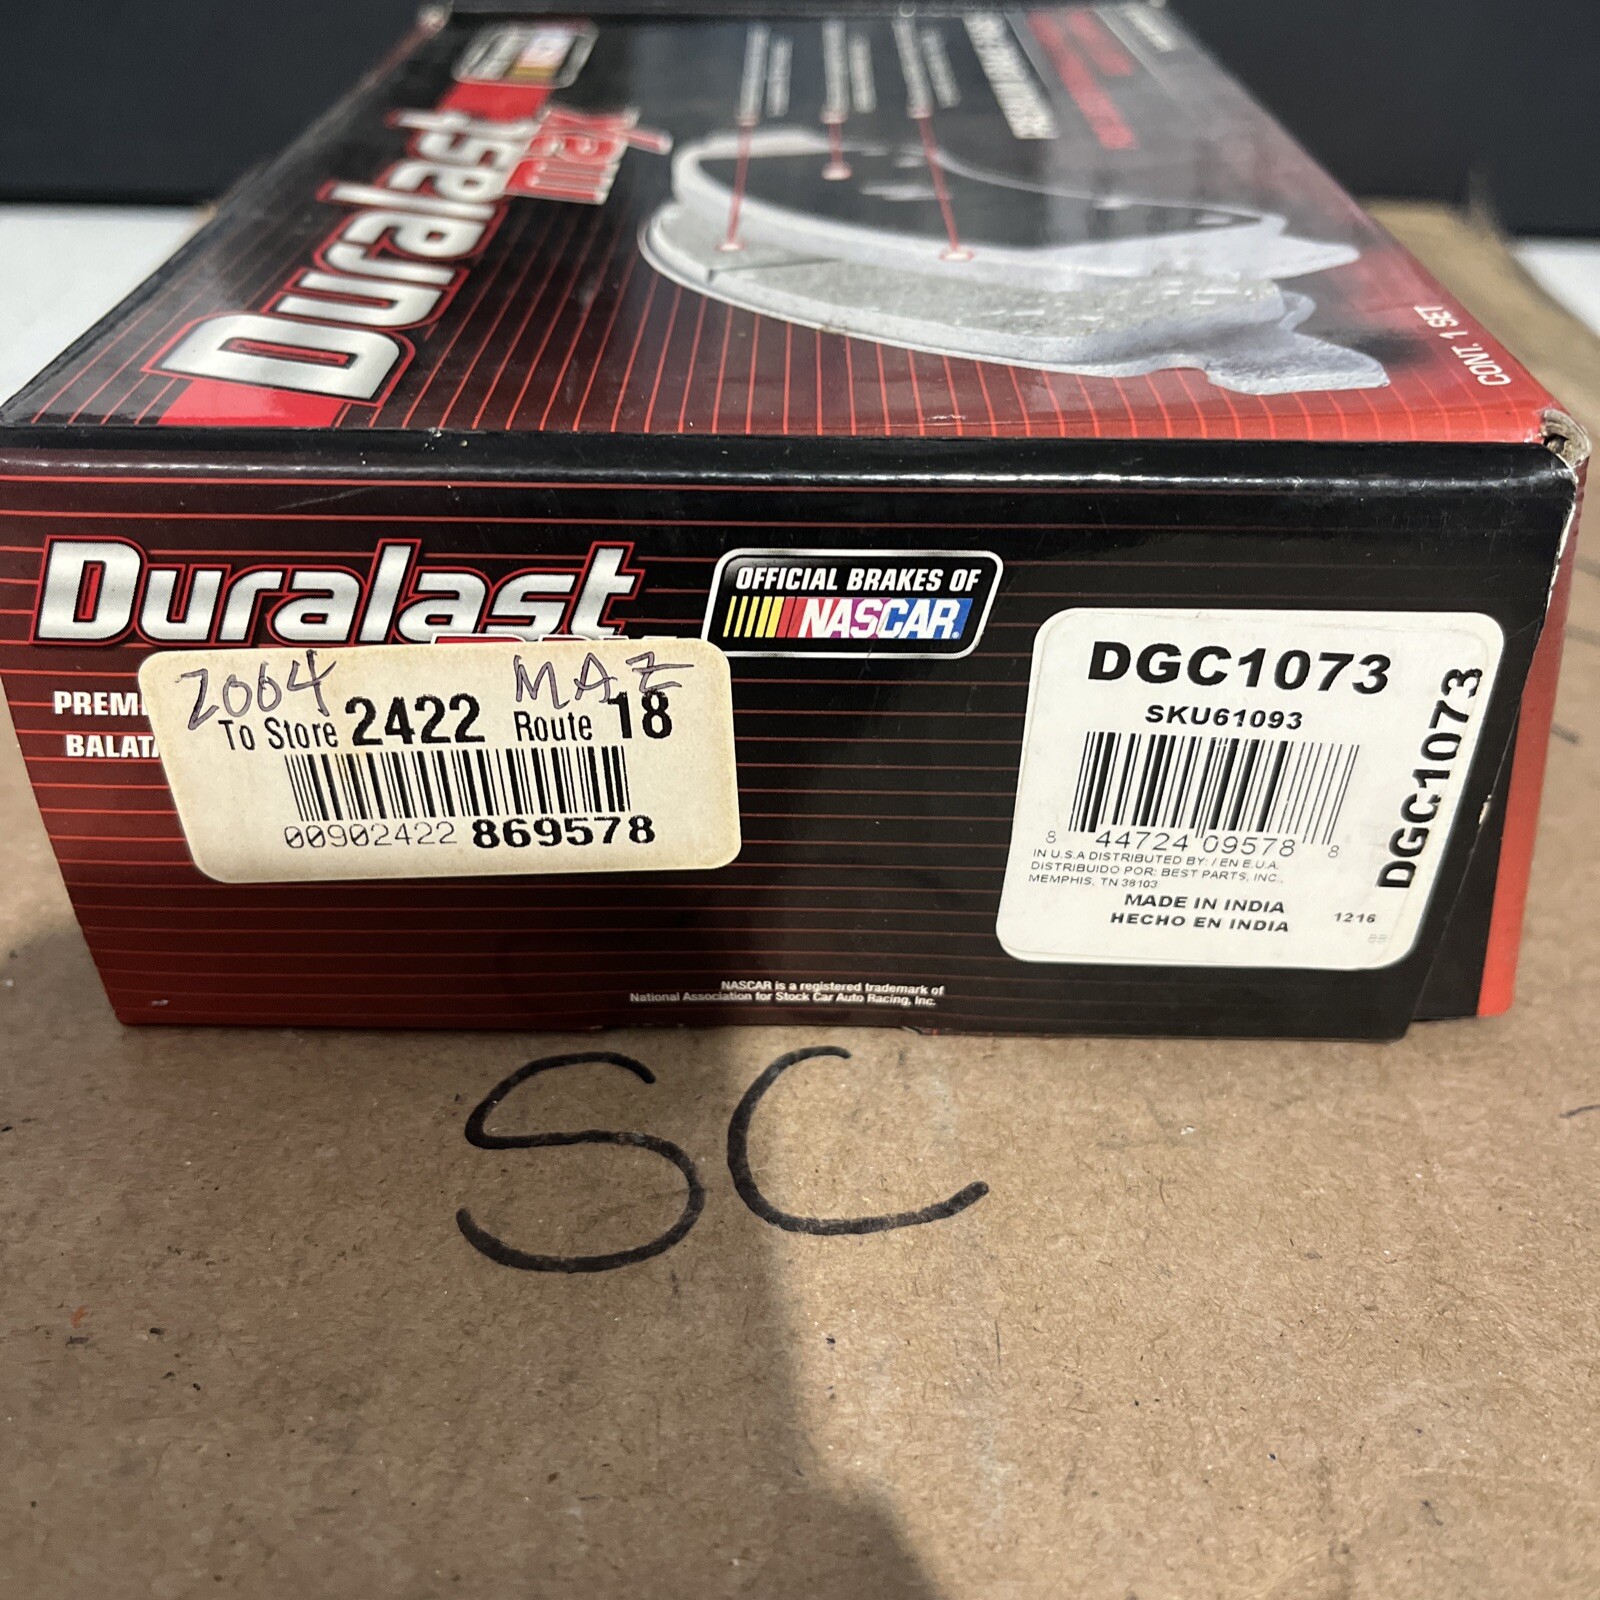 Duralast
max
CONT. 1 SET
Duralast
OFFICIAL BRAKES OF
NASCAR
PREMI
BALATA
2004 MAZ
To Store 2422 Route 18
00902422 869578
DGC1073
SKU61093
8 44724 09578 8
IN U.S.A DISTRIBUTED BY: / EN E.U.A.
DISTRIBUIDO POR: BEST PARTS, INC.,
MEMPHIS, TN 38103
MADE IN INDIA
HECHO EN INDIA
1216
DGC1073
NASCAR is a registered trademark of
National Association for Stock Car Auto Racing, Inc.
SC